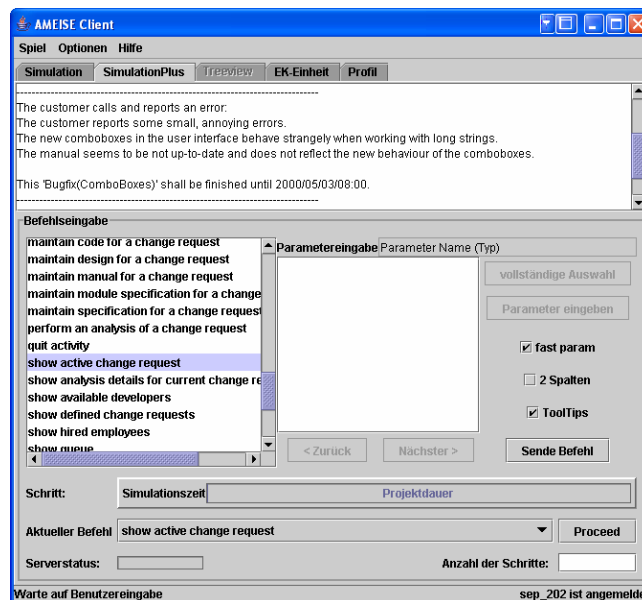 AMEISE Client
Spiel Optionen Hilfe
Simulation SimulationPlus Treeview EK-Einheit Profil
The customer calls and reports an error:
The customer reports some small, annoying errors.
The new comboboxes in the user interface behave strangely when working with long strings.
The manual seems to be not up-to-date and does not reflect the new behaviour of the comboboxes.
This 'Bugfix(ComboBoxes)' shall be finished until 2000/05/03/08:00.
Befehlseingabe
maintain code for a change request
maintain design for a change request
maintain manual for a change request
maintain module specification for a change
maintain specification for a change request
perform an analysis of a change request
quit activity
show active change request
show analysis details for current change re
show available developers
show defined change requests
show hired employees
show queue
Parametereingabe Parameter Name (Typ)
vollständige Auswahl
Parameter eingeben
fast param
2 Spalten
ToolTips
< Zurück Nächster > Sende Befehl
Schritt: Simulationszeit Projektdauer
Aktueller Befehl show active change request Proceed
Serverstatus: Anzahl der Schritte:
Warte auf Benutzereingabe sep_202 ist angemelde